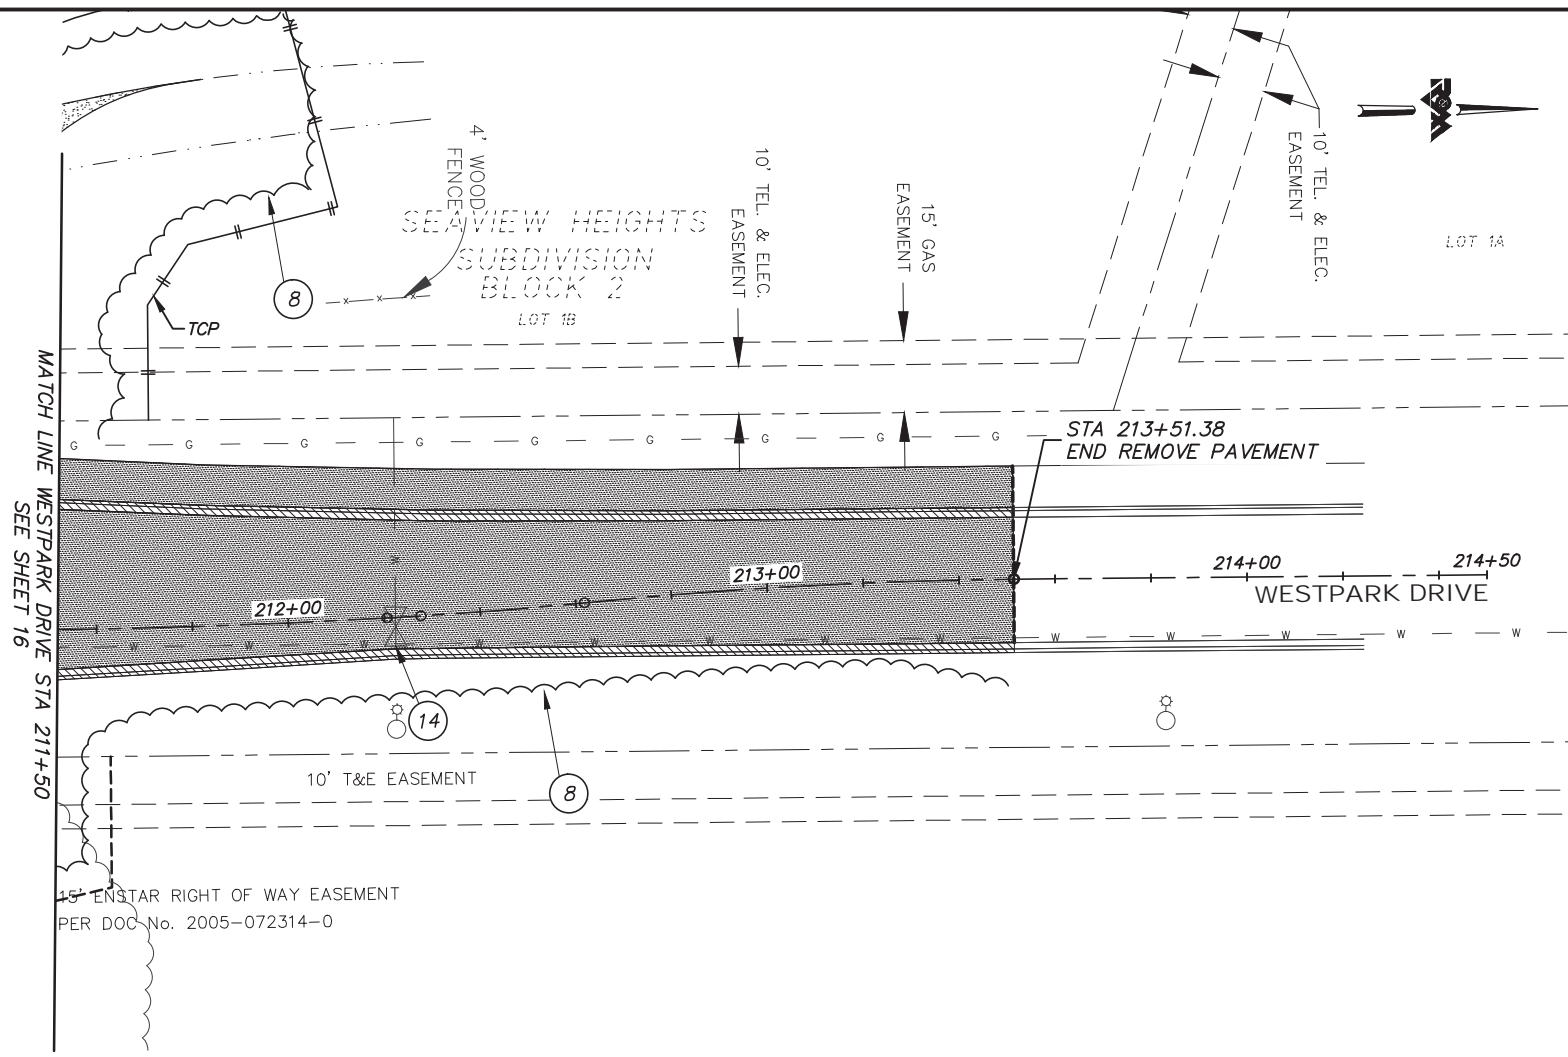 4' WOOD
FENCE
SEAVIEW HEIGHTS
SUBDIVISION
BLOCK 2
LOT 1B
10' TEL. & ELEC.
EASEMENT
15' GAS
EASEMENT
10' TEL. & ELEC.
EASEMENT
LOT 1A
8
TCP
MATCH LINE WESTPARK DRIVE STA 211+50
SEE SHEET 16
G G G G G G G G G
STA 213+51.38
END REMOVE PAVEMENT
W
212+00
213+00
214+00
214+50
WESTPARK DRIVE
W W W W W W W W W W W W W
14
10' T&E EASEMENT
8
15' ENSTAR RIGHT OF WAY EASEMENT
PER DOC No. 2005-072314-0